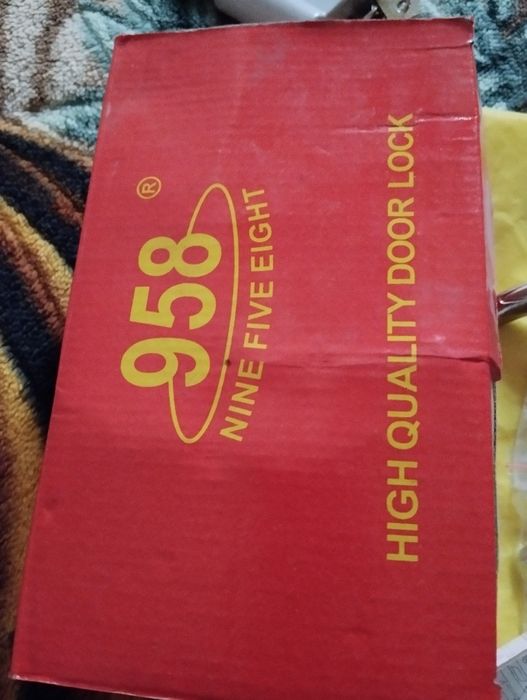 958®
NINE FIVE EIGHT
HIGH QUALITY DOOR LOCK